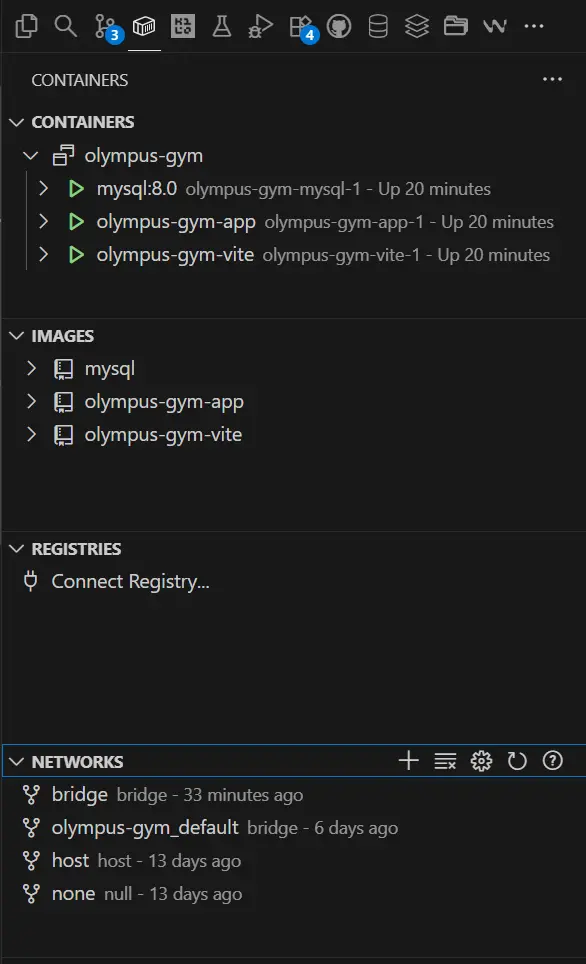 3
4
CONTAINERS
CONTAINERS
olympus-gym
mysql:8.0 olympus-gym-mysql-1 - Up 20 minutes
olympus-gym-app olympus-gym-app-1 - Up 20 minutes
olympus-gym-vite olympus-gym-vite-1 - Up 20 minutes
IMAGES
mysql
olympus-gym-app
olympus-gym-vite
REGISTRIES
Connect Registry...
NETWORKS
bridge bridge - 33 minutes ago
olympus-gym_default bridge - 6 days ago
host host - 13 days ago
none null - 13 days ago